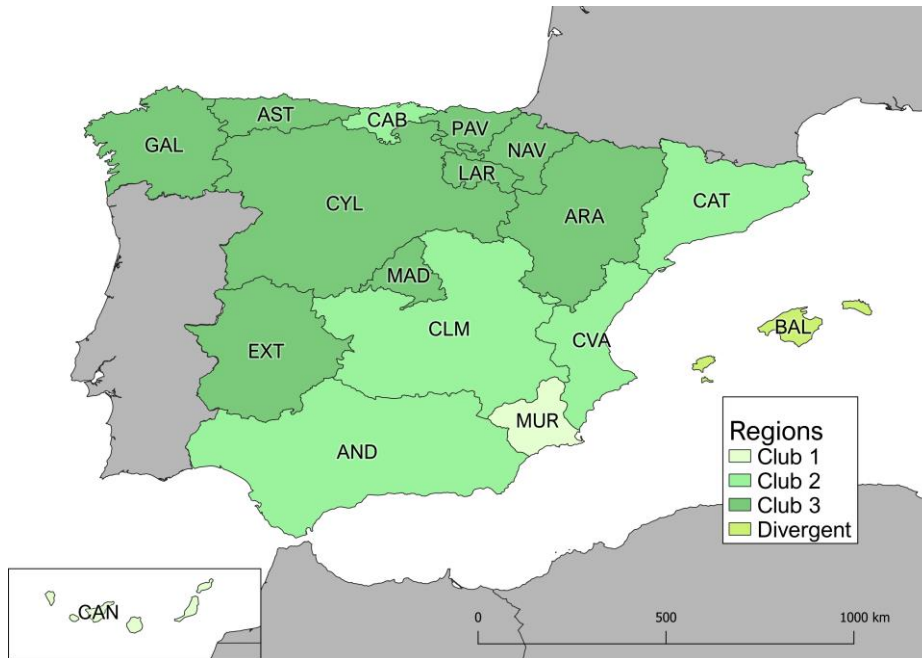 AST
CAB
PAV
GAL
NAV
LAR
CAT
CYL
ARA
MAD
BAL
CLM
CVA
EXT
MUR
AND
Regions
Club 1
Club 2
Club 3
Divergent
CAN
0 500 1000 km